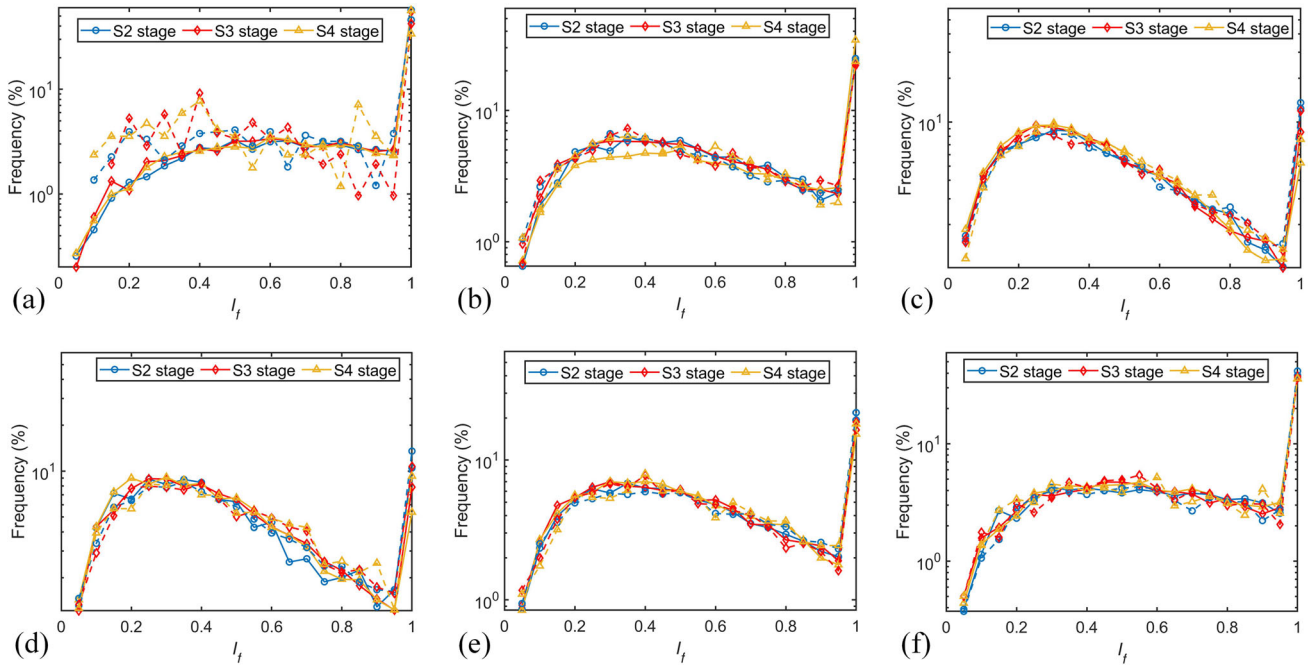 S2 stage S3 stage S4 stage
Frequency (%)
10^1
10^0
0 0.2 0.4 0.6 0.8 1
I_f
(a)
S2 stage S3 stage S4 stage
Frequency (%)
10^1
10^0
0 0.2 0.4 0.6 0.8 1
I_f
(b)
S2 stage S3 stage S4 stage
Frequency (%)
10^1
0 0.2 0.4 0.6 0.8 1
I_f
(c)
S2 stage S3 stage S4 stage
Frequency (%)
10^1
0 0.2 0.4 0.6 0.8 1
I_f
(d)
S2 stage S3 stage S4 stage
Frequency (%)
10^1
10^0
0 0.2 0.4 0.6 0.8 1
I_f
(e)
S2 stage S3 stage S4 stage
Frequency (%)
10^1
10^0
0 0.2 0.4 0.6 0.8 1
I_f
(f)